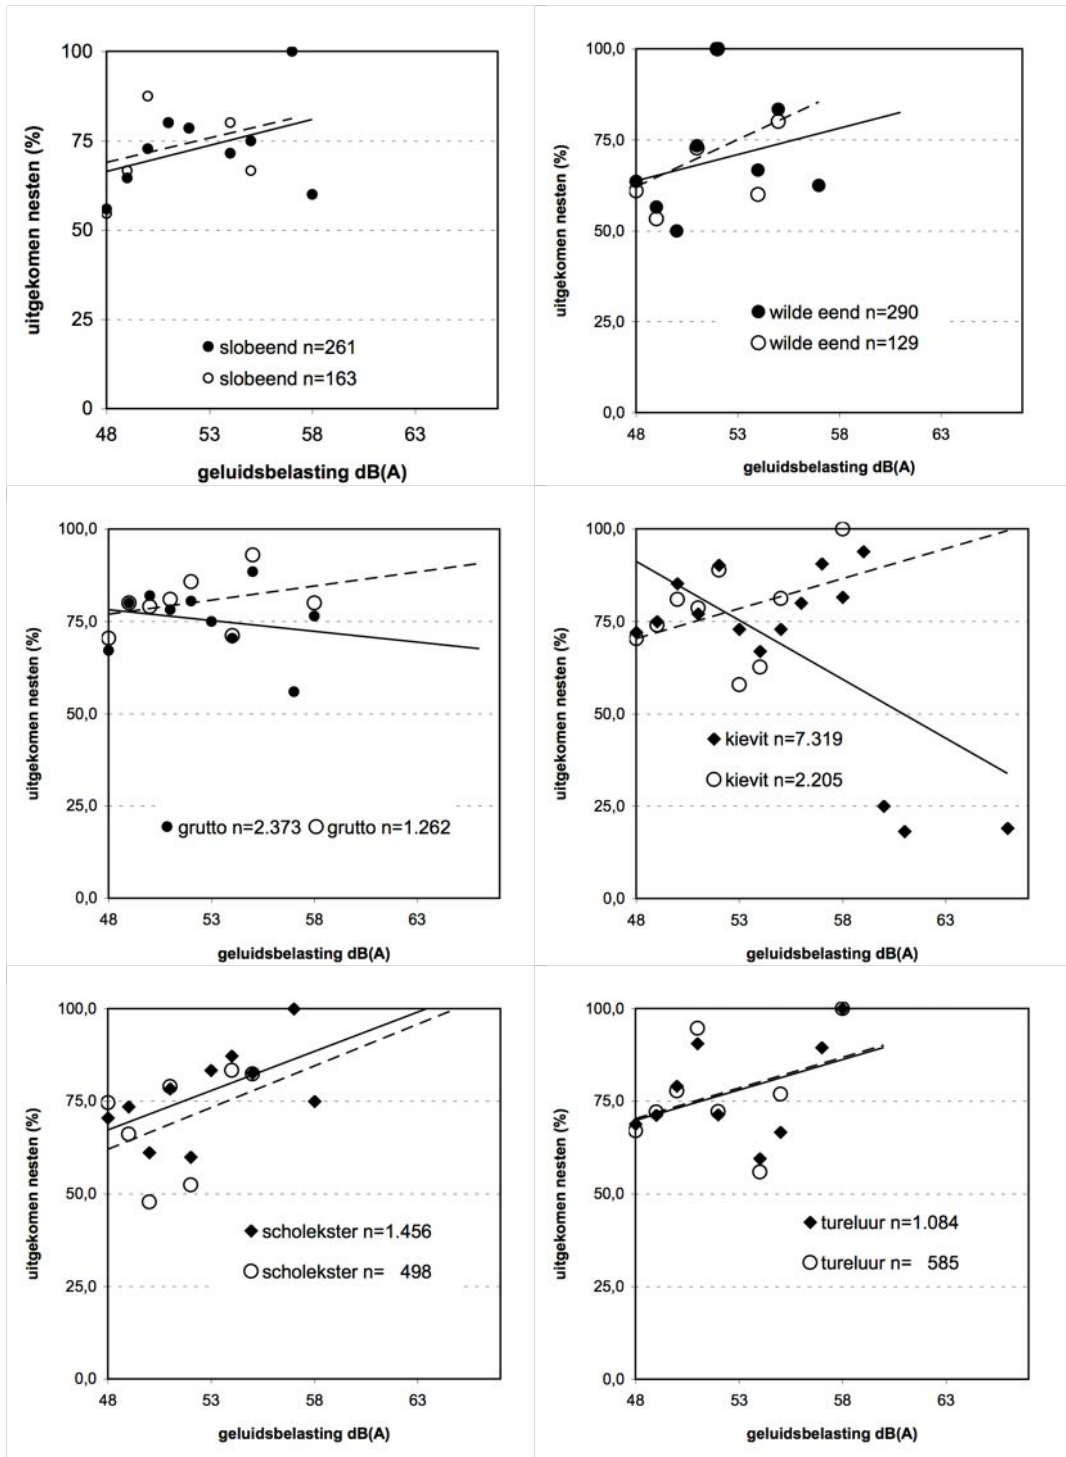 uitgekomen nesten (%)
100
75
50
25
0
slobeend n=261
slobeend n=163
48 53 58 63
geluidsbelasting dB(A)
uitgekomen nesten (%)
100,0
75,0
50,0
25,0
0,0
wilde eend n=290
wilde eend n=129
48 53 58 63
geluidsbelasting dB(A)
uitgekomen nesten (%)
100,0
75,0
50,0
25,0
0,0
grutto n=2.373 grutto n=1.262
48 53 58 63
geluidsbelasting dB(A)
uitgekomen nesten (%)
100,0
75,0
50,0
25,0
0,0
kievit n=7.319
kievit n=2.205
48 53 58 63
geluidsbelasting dB(A)
uitgekomen nesten (%)
100,0
75,0
50,0
25,0
0,0
scholekster n=1.456
scholekster n= 498
48 53 58 63
geluidsbelasting dB(A)
uitgekomen nesten (%)
100,0
75,0
50,0
25,0
0,0
tureluur n=1.084
tureluur n= 585
48 53 58 63
geluidsbelasting dB(A)